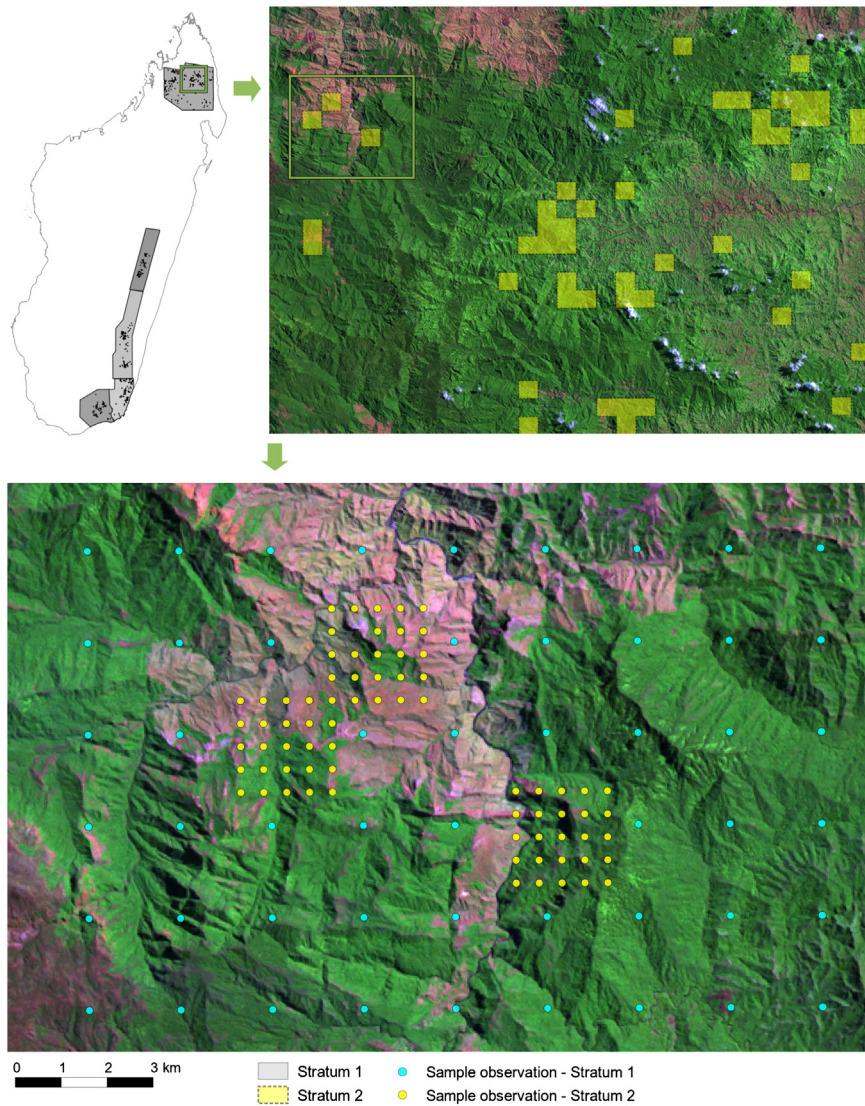 0 1 2 3 km
Stratum 1
Sample observation - Stratum 1
Stratum 2
Sample observation - Stratum 2